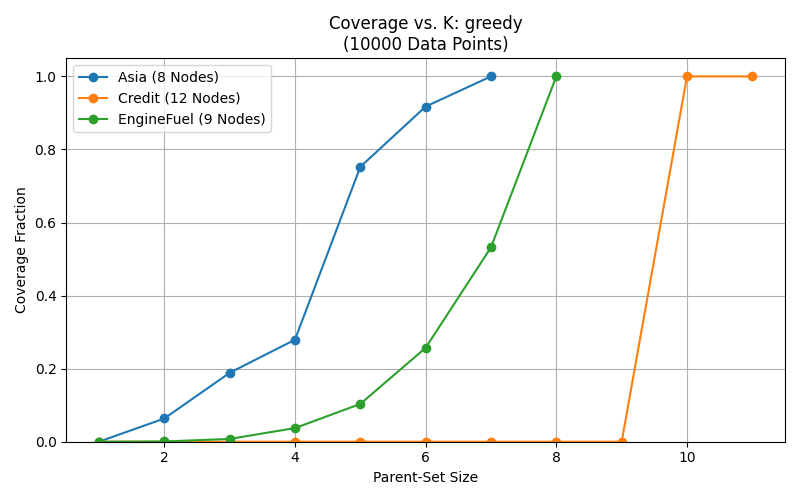 Coverage vs. K: greedy
(10000 Data Points)
Asia (8 Nodes)
Credit (12 Nodes)
EngineFuel (9 Nodes)
Coverage Fraction
1.0
0.8
0.6
0.4
0.2
0.0
2 4 6 8 10
Parent-Set Size